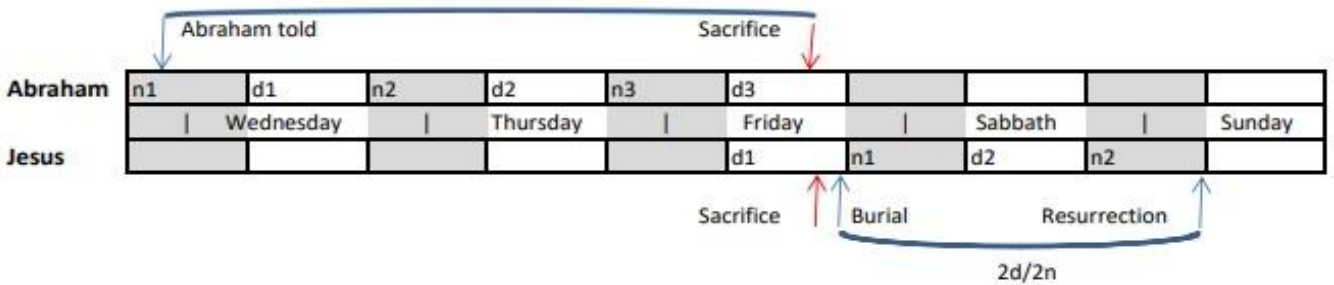 Abraham told Sacrifice
Abraham n1 d1 n2 d2 n3 d3
| Wednesday | Thursday | Friday | Sabbath | Sunday
Jesus d1 n1 d2 n2
Sacrifice Burial Resurrection
2d/2n